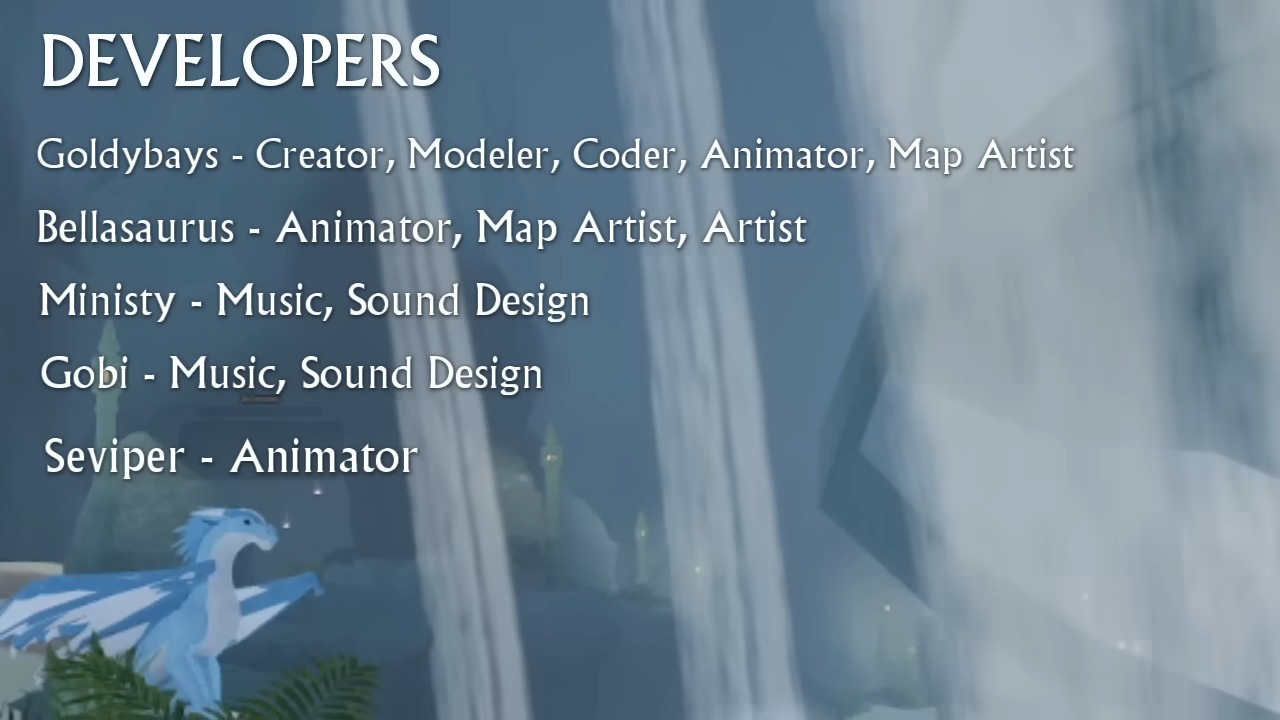 DEVELOPERS
Goldybays - Creator, Modeler, Coder, Animator, Map Artist
Bellasaurus - Animator, Map Artist, Artist
Ministy - Music, Sound Design
Gobi - Music, Sound Design
Seviper - Animator